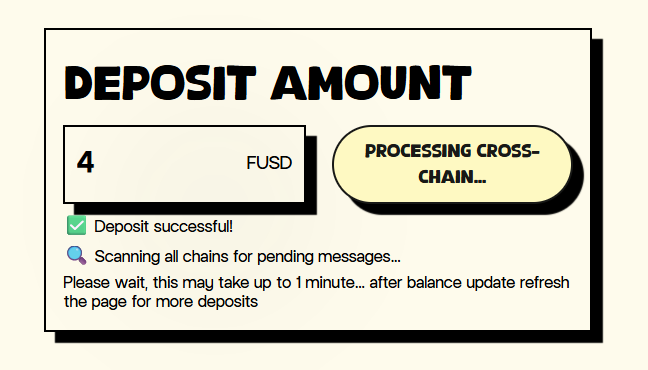 DEPOSIT AMOUNT
4 FUSD
PROCESSING CROSS-
CHAIN...
✅ Deposit successful!
🔍 Scanning all chains for pending messages...
Please wait, this may take up to 1 minute... after balance update refresh
the page for more deposits